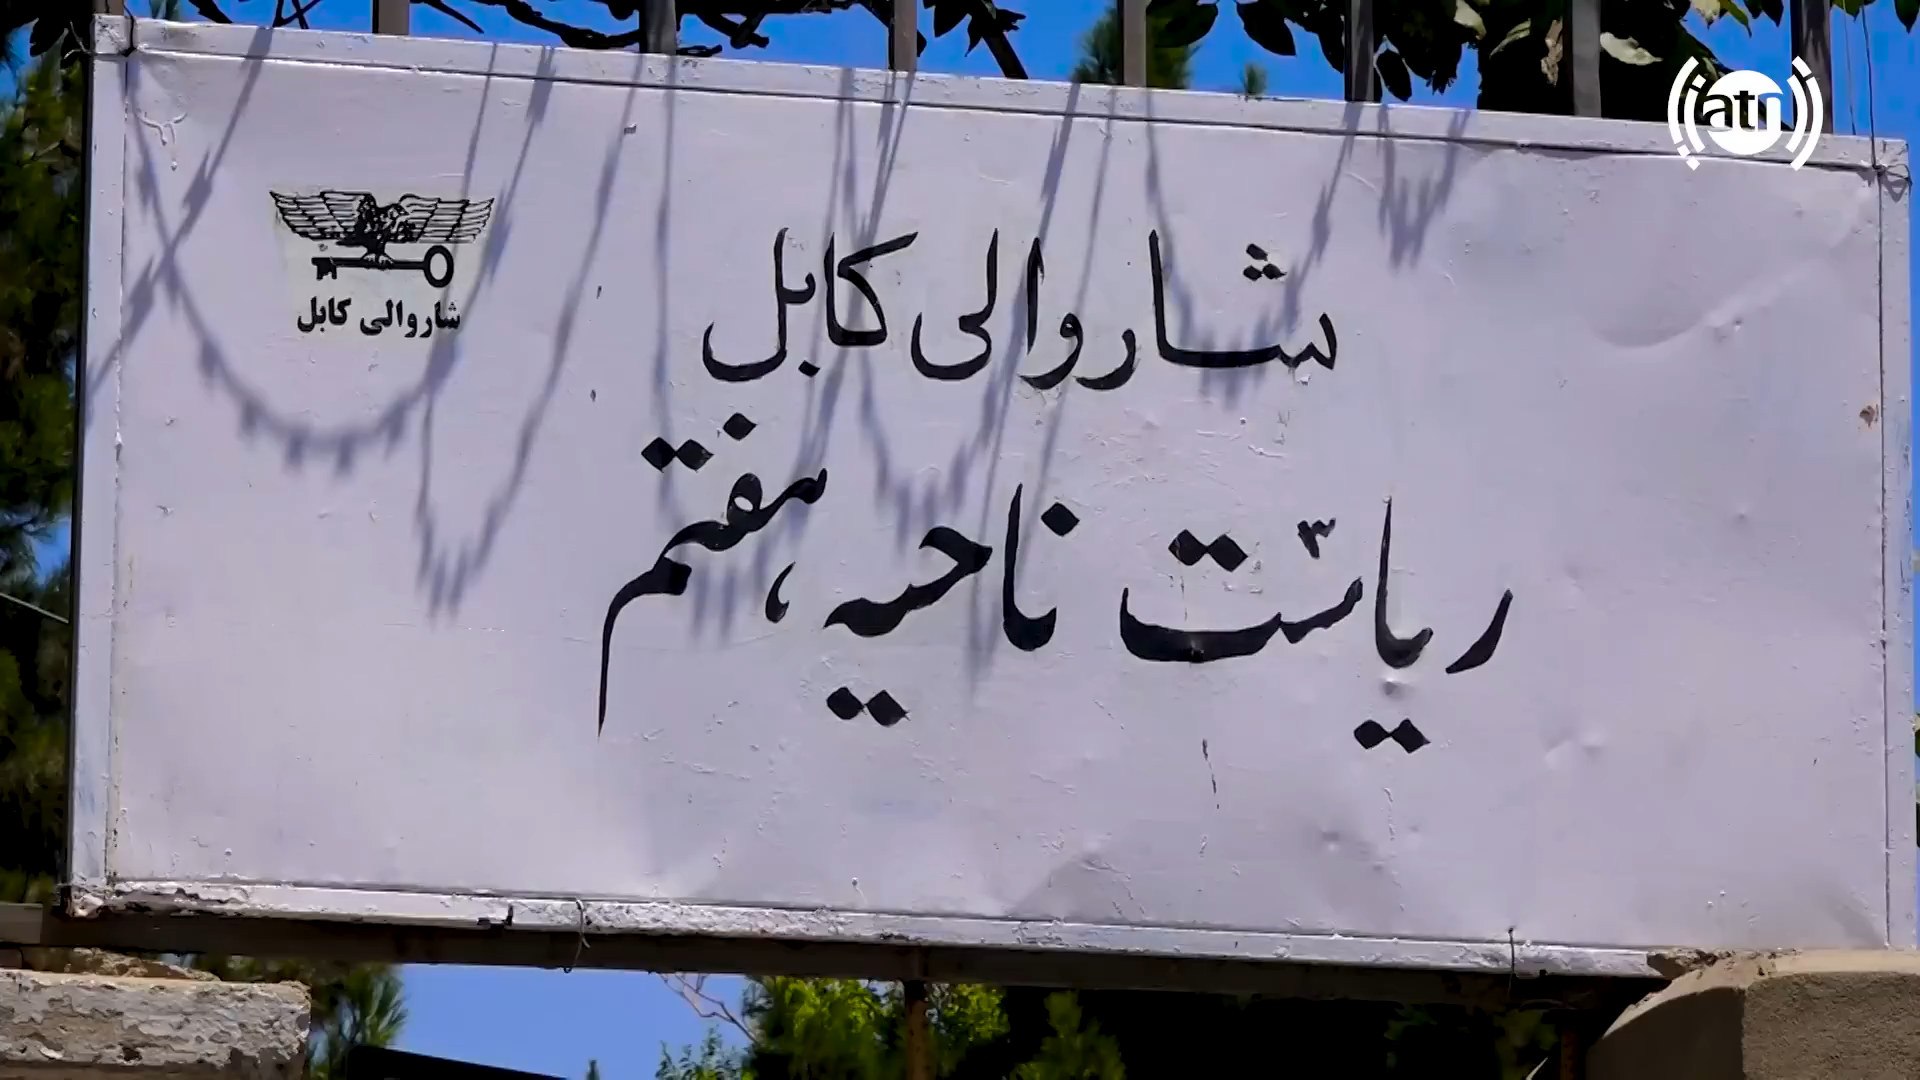 شاروالی کابل
شاروالی کابل
ریاست ناحیه هفتم
atn